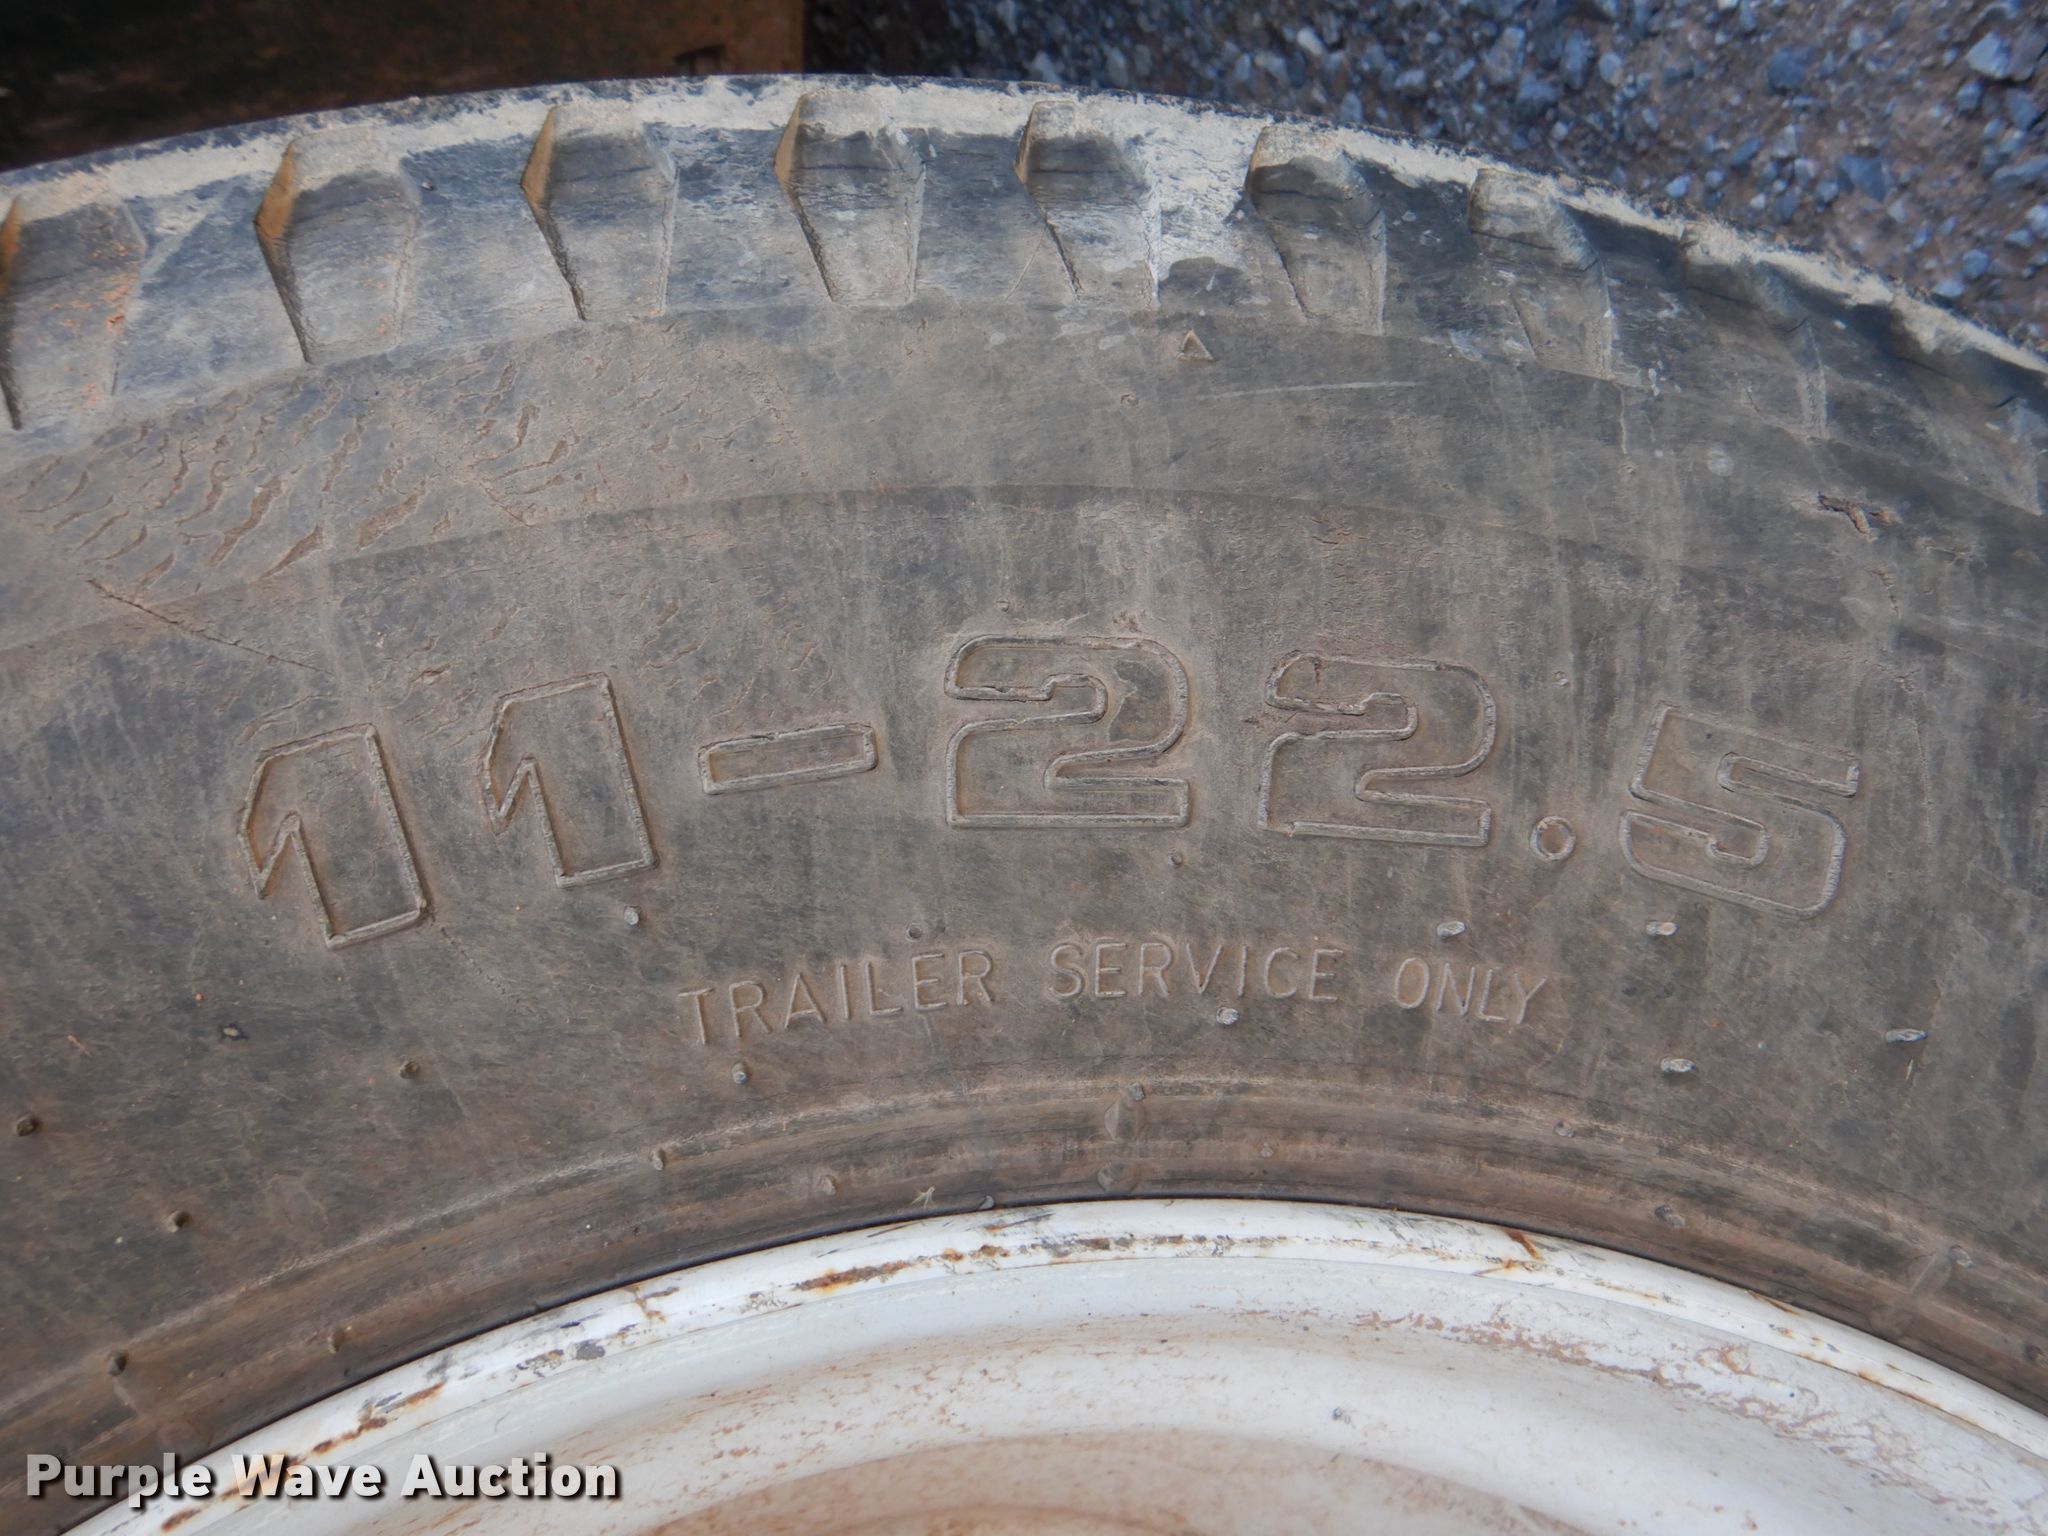 11-22.5
TRAILER SERVICE ONLY
Purple Wave Auction